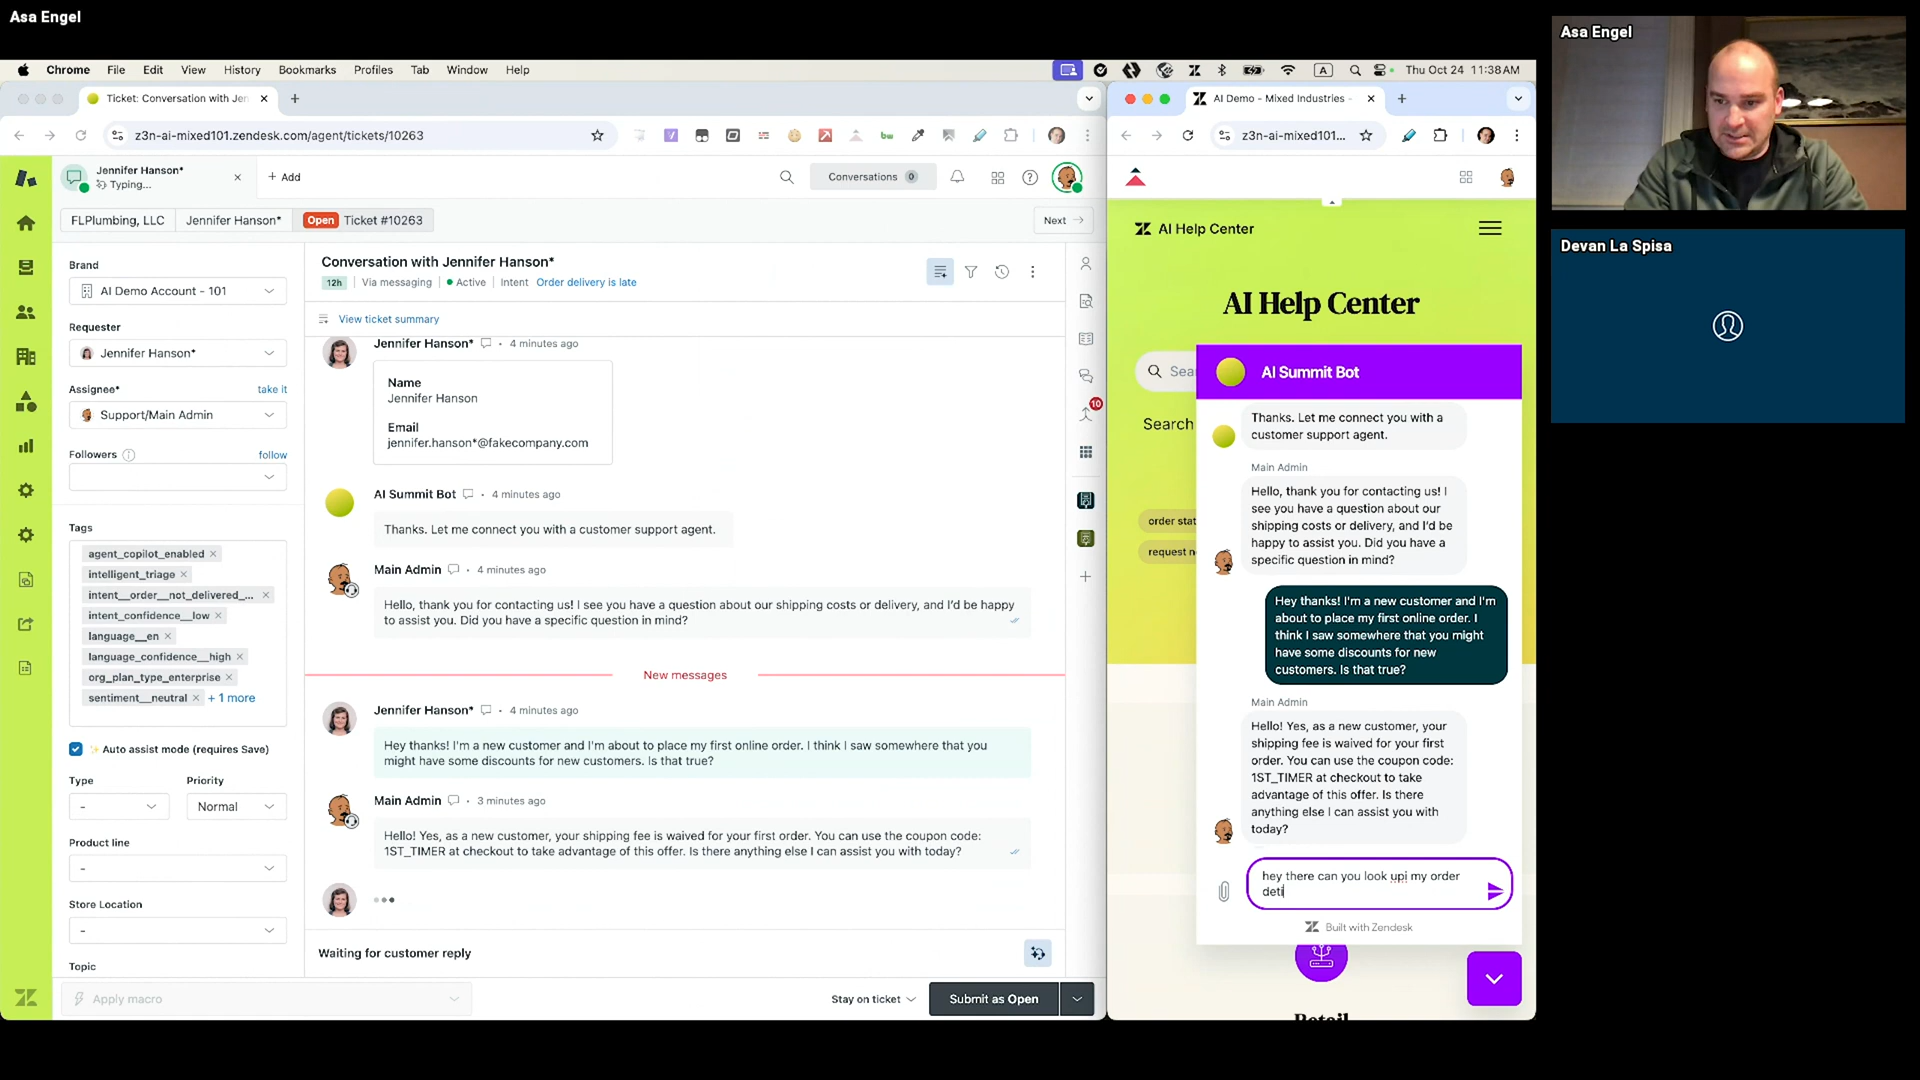 Asa Engel
Chrome File Edit View History Bookmarks Profiles Tab Window Help
A
Thu Oct 24 11:38 AM
Ticket: Conversation with Jen
z3n-ai-mixed101.zendesk.com/agent/tickets/10263
Jennifer Hanson*
Typing...
+ Add
Conversations 0
FLPlumbing, LLC
Jennifer Hanson*
Open Ticket #10263
Next
Brand
AI Demo Account - 101
Requester
Jennifer Hanson*
Assignee*
take it
Support/Main Admin
Followers
follow
Tags
agent_copilot_enabled
intelligent_triage
intent__order__not_delivered_...
intent_confidence__low
language__en
language_confidence__high
org_plan_type_enterprise
sentiment__neutral
+ 1 more
Auto assist mode (requires Save)
Type
Priority
-
Normal
Product line
-
Store Location
-
Topic
Apply macro
Conversation with Jennifer Hanson*
12h Via messaging Active Intent Order delivery is late
View ticket summary
Jennifer Hanson* • 4 minutes ago
Name
Jennifer Hanson
Email
jennifer.hanson*@fakecompany.com
AI Summit Bot • 4 minutes ago
Thanks. Let me connect you with a customer support agent.
Main Admin • 4 minutes ago
Hello, thank you for contacting us! I see you have a question about our shipping costs or delivery, and I'd be happy
to assist you. Did you have a specific question in mind?
New messages
Jennifer Hanson* • 4 minutes ago
Hey thanks! I'm a new customer and I'm about to place my first online order. I think I saw somewhere that you
might have some discounts for new customers. Is that true?
Main Admin • 3 minutes ago
Hello! Yes, as a new customer, your shipping fee is waived for your first order. You can use the coupon code:
1ST_TIMER at checkout to take advantage of this offer. Is there anything else I can assist you with today?
Waiting for customer reply
Stay on ticket
Submit as Open
bw
10
AI Demo - Mixed Industries -
z3n-ai-mixed101...
AI Help Center
AI Help Center
Sea
Search
order stat
request n
AI Summit Bot
Thanks. Let me connect you with a
customer support agent.
Main Admin
Hello, thank you for contacting us! I
see you have a question about our
shipping costs or delivery, and I'd be
happy to assist you. Did you have a
specific question in mind?
Hey thanks! I'm a new customer and I'm
about to place my first online order. I
think I saw somewhere that you might
have some discounts for new
customers. Is that true?
Main Admin
Hello! Yes, as a new customer, your
shipping fee is waived for your first
order. You can use the coupon code:
1ST_TIMER at checkout to take
advantage of this offer. Is there
anything else I can assist you with
today?
hey there can you look upi my order
deti
Built with Zendesk
Retail
Asa Engel
Devan La Spisa